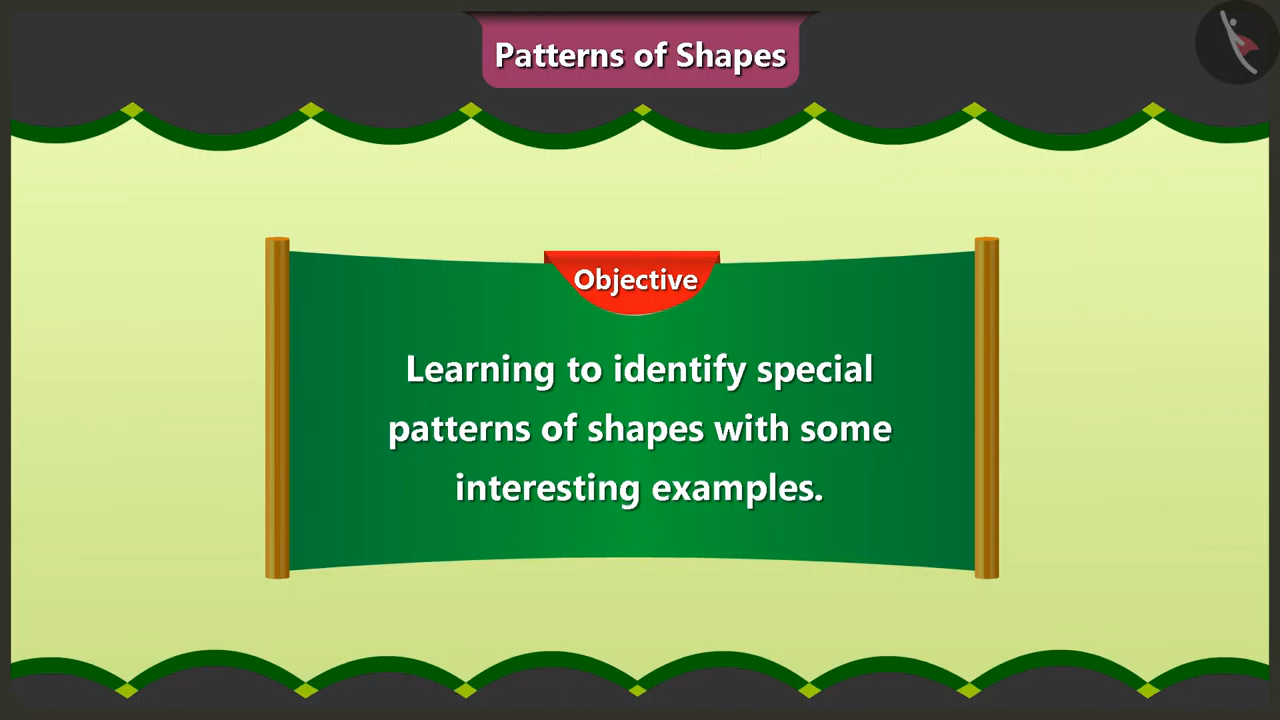 Patterns of Shapes
Objective
Learning to identify special
patterns of shapes with some
interesting examples.